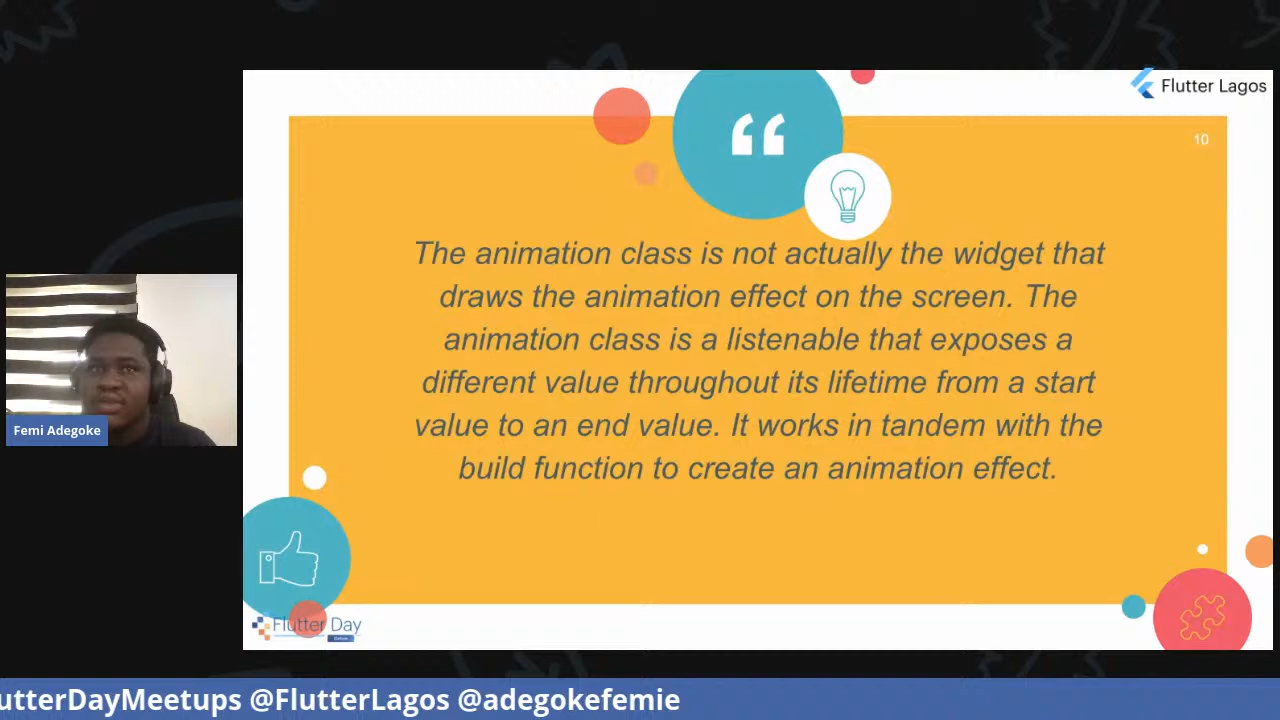 Flutter Lagos
10
“
The animation class is not actually the widget that
draws the animation effect on the screen. The
animation class is a listenable that exposes a
different value throughout its lifetime from a start
value to an end value. It works in tandem with the
build function to create an animation effect.
Femi Adegoke
Flutter Day
utterDayMeetups @FlutterLagos @adegokefemie